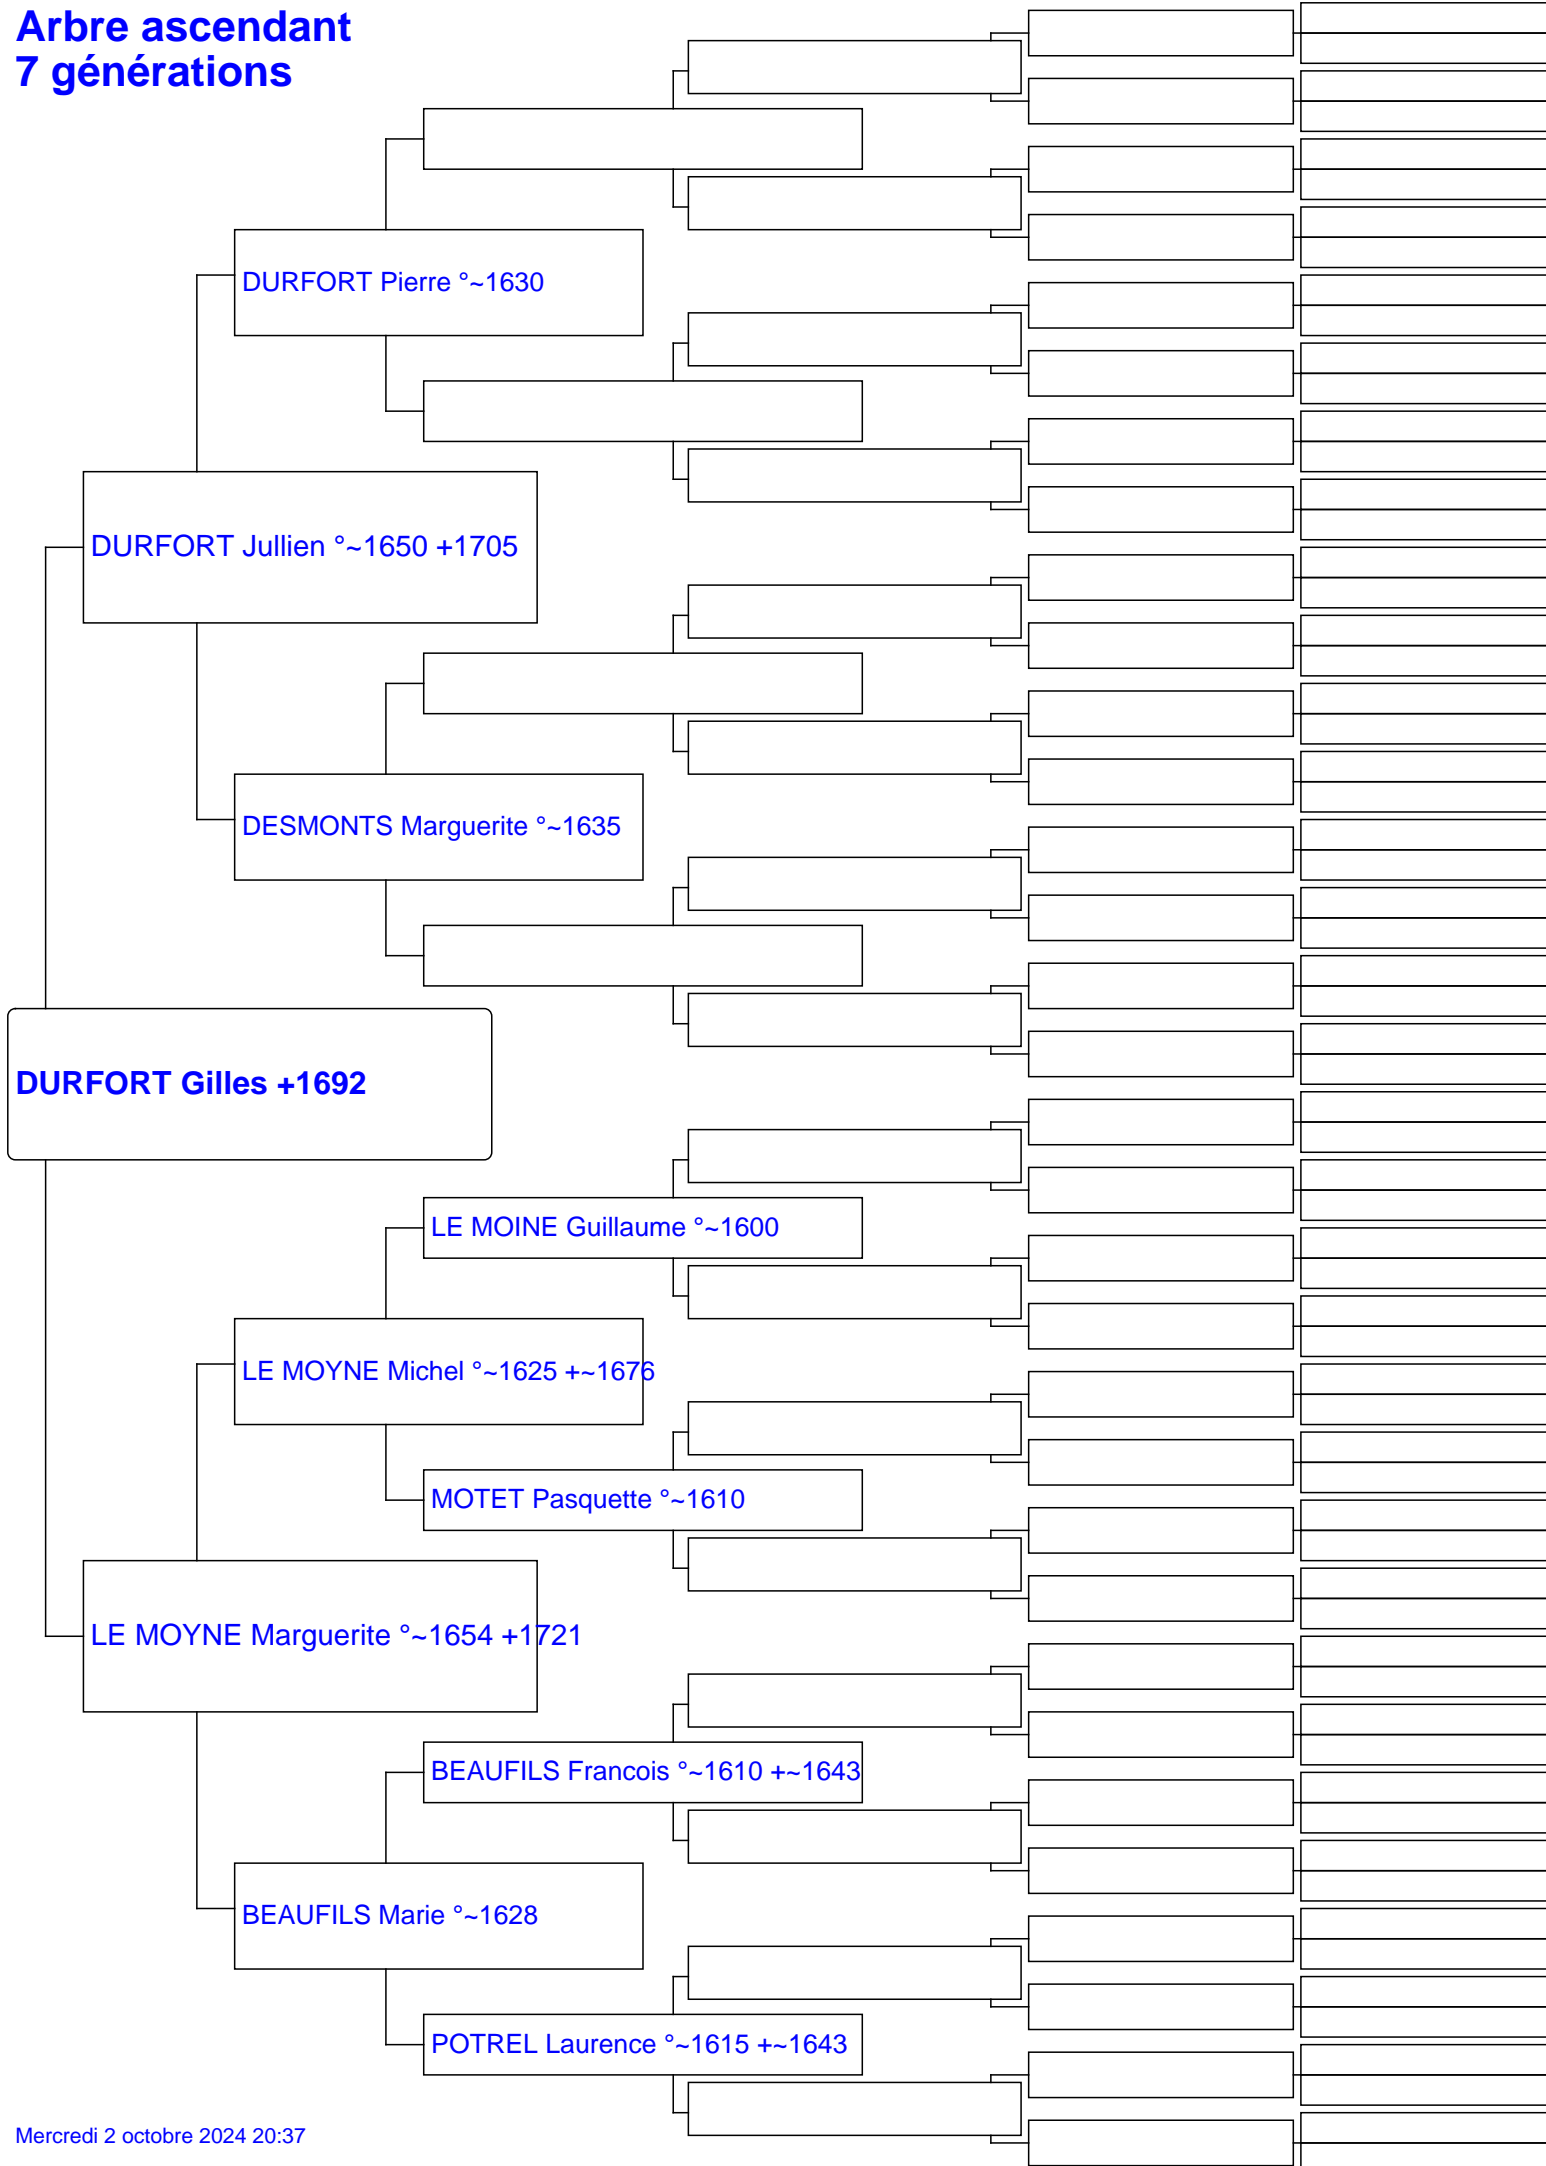 Arbre ascendant
7 générations
DURFORT Pierre °~1630
DURFORT Jullien °~1650 +1705
DESMONTS Marguerite °~1635
DURFORT Gilles +1692
LE MOINE Guillaume °~1600
LE MOYNE Michel °~1625 +~1676
MOTET Pasquette °~1610
LE MOYNE Marguerite °~1654 +1721
BEAUFILS Francois °~1610 +~1643
BEAUFILS Marie °~1628
POTREL Laurence °~1615 +~1643
Mercredi 2 octobre 2024 20:37